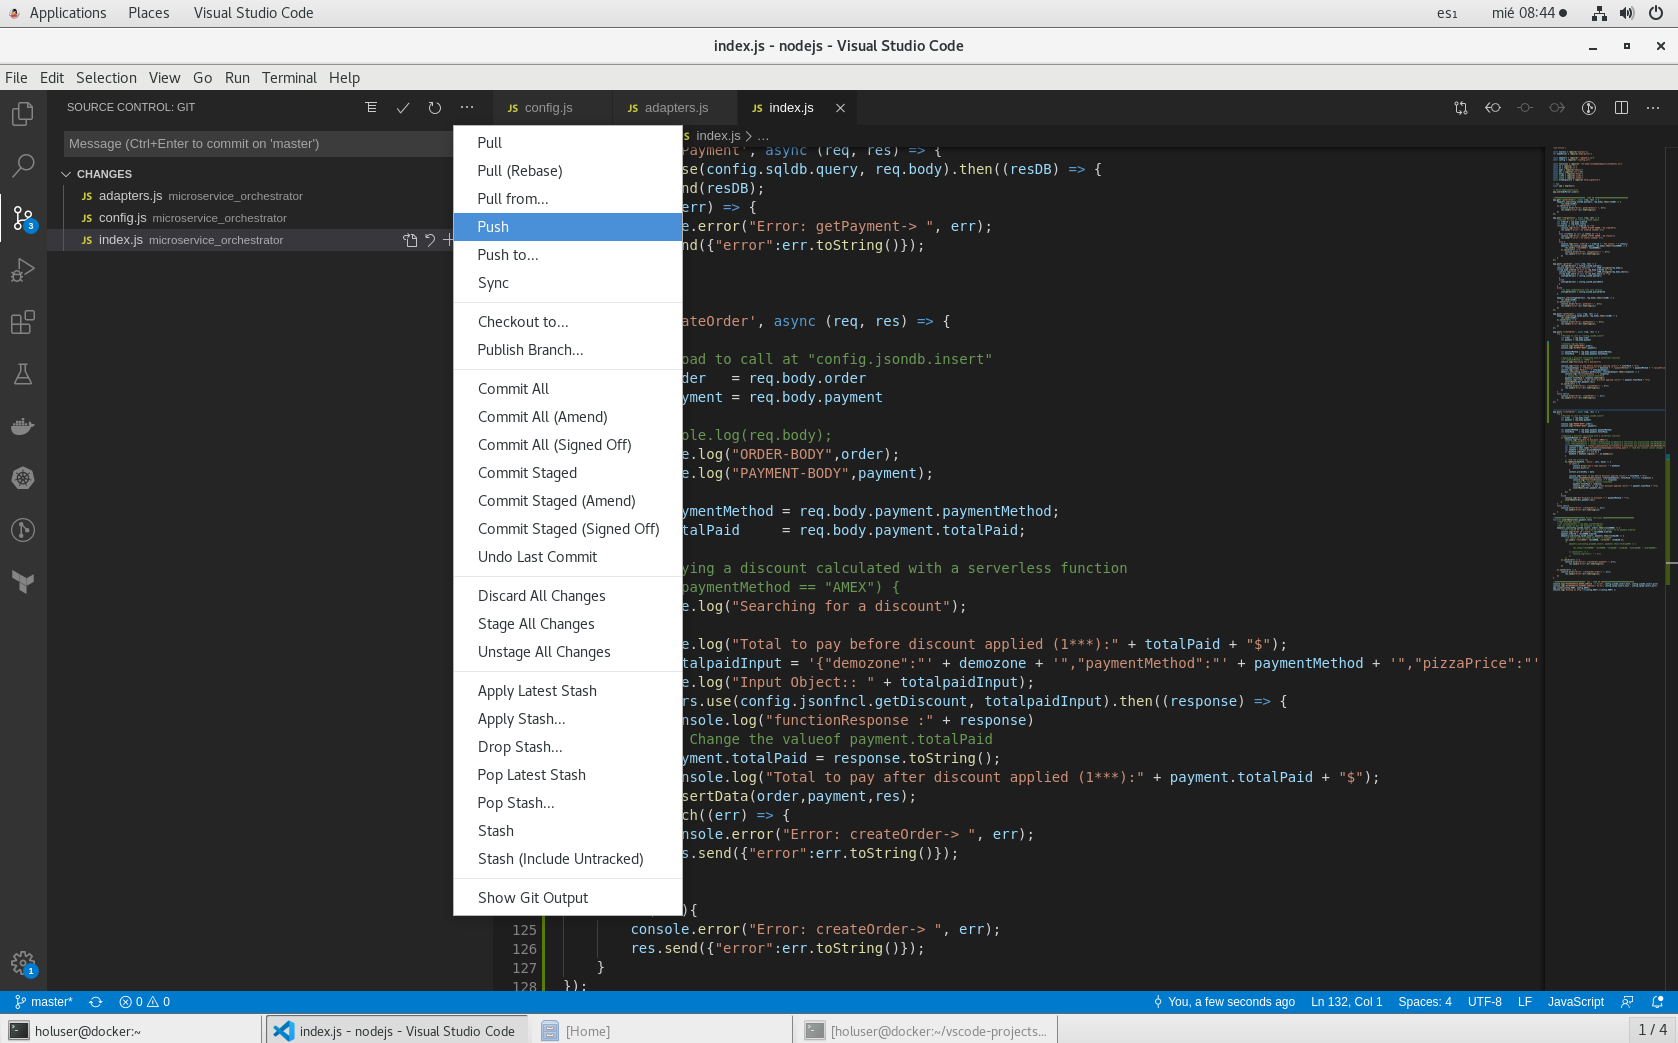 Applications Places Visual Studio Code es1 mié 08:44
index.js - nodejs - Visual Studio Code
File Edit Selection View Go Run Terminal Help
SOURCE CONTROL: GIT
JS config.js JS adapters.js JS index.js
Message (Ctrl+Enter to commit on 'master')
CHANGES
JS adapters.js microservice_orchestrator
JS config.js microservice_orchestrator
JS index.js microservice_orchestrator
3
1
Pull
Pull (Rebase)
Pull from...
Push
Push to...
Sync
Checkout to...
Publish Branch...
Commit All
Commit All (Amend)
Commit All (Signed Off)
Commit Staged
Commit Staged (Amend)
Commit Staged (Signed Off)
Undo Last Commit
Discard All Changes
Stage All Changes
Unstage All Changes
Apply Latest Stash
Apply Stash...
Drop Stash...
Pop Latest Stash
Pop Stash...
Stash
Stash (Include Untracked)
Show Git Output
S index.js > ...
Payment', async (req, res) => {
se(config.sqldb.query, req.body).then((resDB) => {
nd(resDB);
err) => {
e.error("Error: getPayment-> ", err);
nd({"error":err.toString()});
ateOrder', async (req, res) => {
oad to call at "config.jsondb.insert"
der   = req.body.order
yment = req.body.payment
ole.log(req.body);
e.log("ORDER-BODY",order);
e.log("PAYMENT-BODY",payment);
ymentMethod = req.body.payment.paymentMethod;
talPaid     = req.body.payment.totalPaid;
ying a discount calculated with a serverless function
paymentMethod == "AMEX") {
e.log("Searching for a discount");
e.log("Total to pay before discount applied (1***):" + totalPaid + "$");
talpaidInput = '{"demozone":"' + demozone + '","paymentMethod":"' + paymentMethod + '","pizzaPrice":"'
e.log("Input Object:: " + totalpaidInput);
rs.use(config.jsonfncl.getDiscount, totalpaidInput).then((response) => {
nsole.log("functionResponse :" + response)
Change the valueof payment.totalPaid
yment.totalPaid = response.toString();
nsole.log("Total to pay after discount applied (1***):" + payment.totalPaid + "$");
sertData(order,payment,res);
ch((err) => {
nsole.error("Error: createOrder-> ", err);
s.send({"error":err.toString()});
){
125 console.error("Error: createOrder-> ", err);
126 res.send({"error":err.toString()});
127 }
128 });
master* 0 0 You, a few seconds ago Ln 132, Col 1 Spaces: 4 UTF-8 LF JavaScript
holuser@docker:~ index.js - nodejs - Visual Studio Code [Home] [holuser@docker:~/vscode-projects... 1 / 4